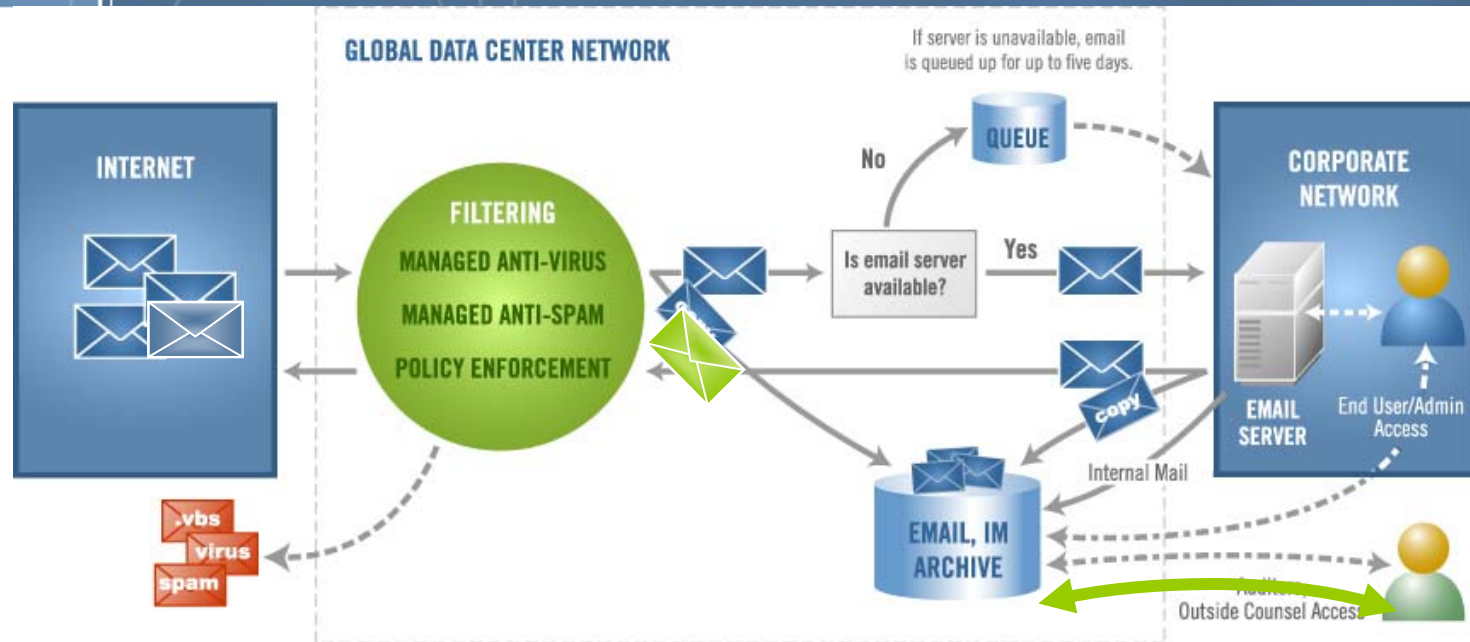 GLOBAL DATA CENTER NETWORK
If server is unavailable, email
is queued up for up to five days.
INTERNET
QUEUE
No
CORPORATE
NETWORK
FILTERING
MANAGED ANTI-VIRUS
MANAGED ANTI-SPAM
POLICY ENFORCEMENT
Is email server
available?
Yes
copy
EMAIL
SERVER
End User/Admin
Access
Internal Mail
.vbs
virus
spam
EMAIL, IM
ARCHIVE
Outside Counsel Access